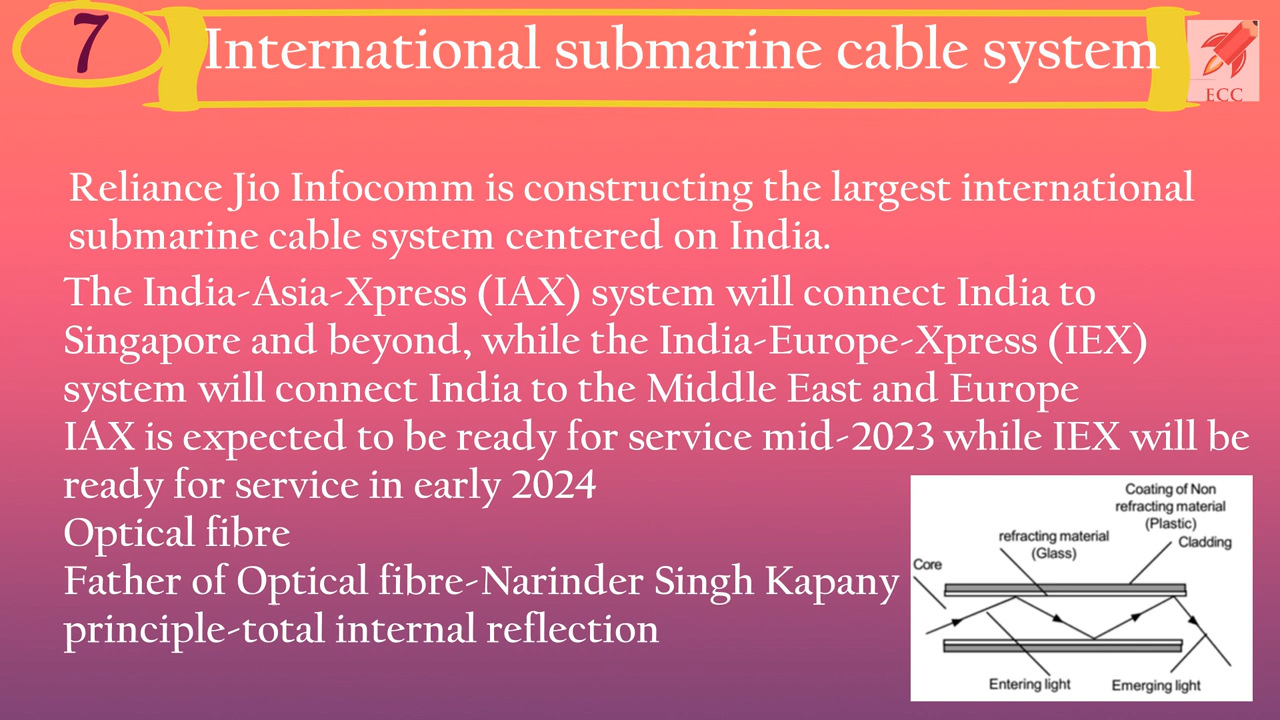 7
International submarine cable system
ECC
Reliance Jio Infocomm is constructing the largest international
submarine cable system centered on India.
The India-Asia-Xpress (IAX) system will connect India to
Singapore and beyond, while the India-Europe-Xpress (IEX)
system will connect India to the Middle East and Europe
IAX is expected to be ready for service mid-2023 while IEX will be
ready for service in early 2024
Optical fibre
Father of Optical fibre-Narinder Singh Kapany
principle-total internal reflection
Coating of Non
refracting material
(Plastic)
Cladding
refracting material
(Glass)
Core
Entering light
Emerging light